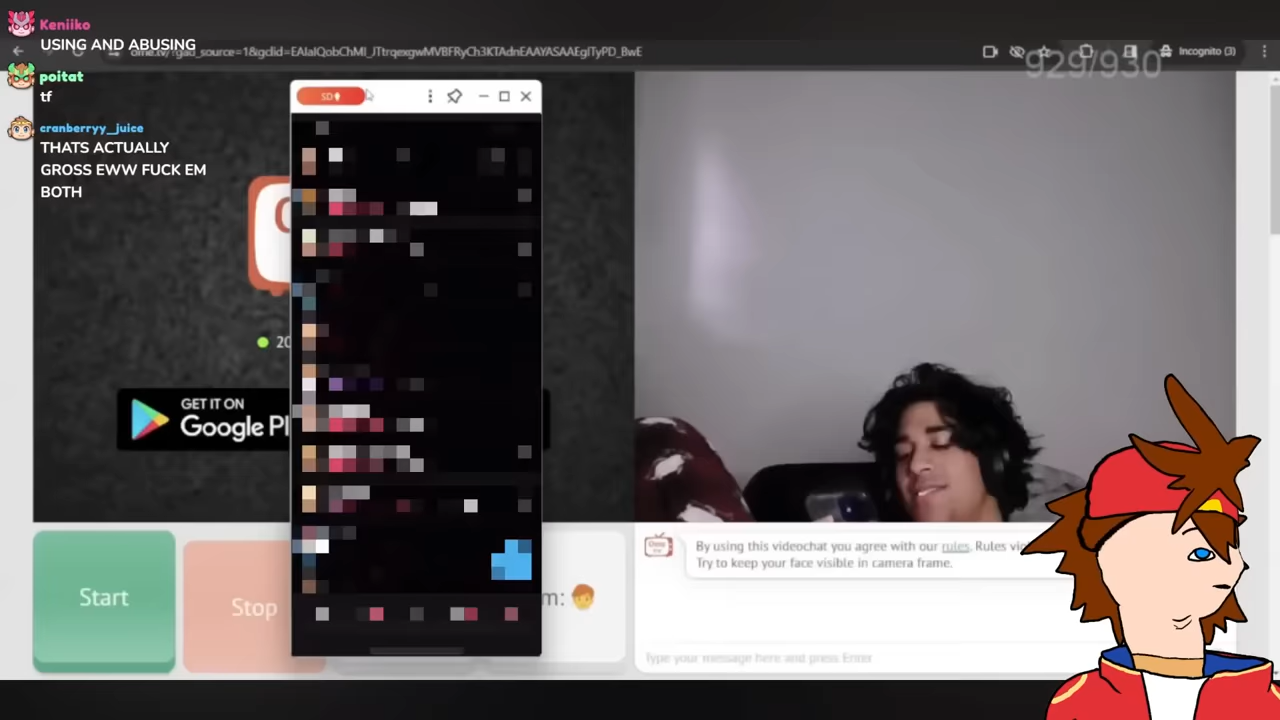 Keniiko
USING AND ABUSING
poitat
tf
cranberryy_juice
THATS ACTUALLY
GROSS EWW FUCK EM
BOTH
Incognito (3)
929/930
SD
20
GET IT ON
Google Pl
Start
Stop
m:
By using this videochat you agree with our rules. Rules
Try to keep your face visible in camera frame.
Type your message here and press Enter